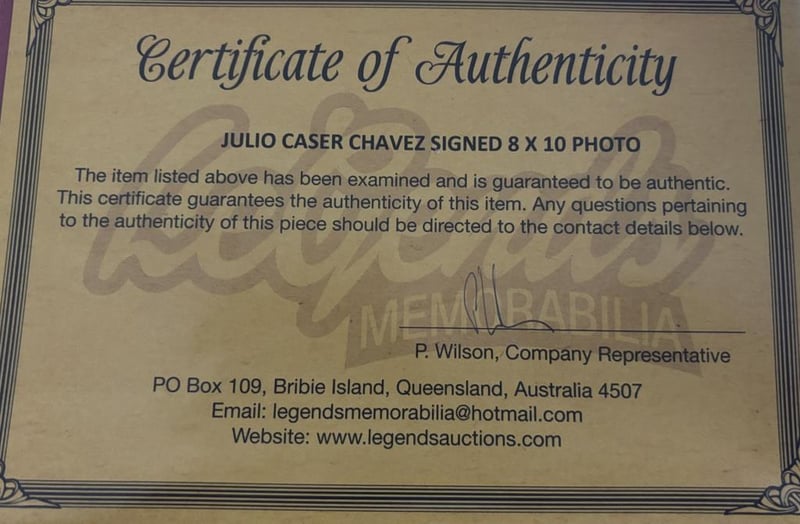 Certificate of Authenticity
JULIO CASER CHAVEZ SIGNED 8 X 10 PHOTO
The item listed above has been examined and is guaranteed to be authentic.
This certificate guarantees the authenticity of this item. Any questions pertaining
to the authenticity of this piece should be directed to the contact details below.
Legends
MEMORABILIA
P. Wilson, Company Representative
PO Box 109, Bribie Island, Queensland, Australia 4507
Email: legendsmemorabilia@hotmail.com
Website: www.legendsauctions.com